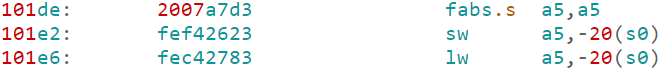 101de: 2007a7d3 fabs.s a5,a5
101e2: fef42623 sw a5,-20(s0)
101e6: fec42783 lw a5,-20(s0)